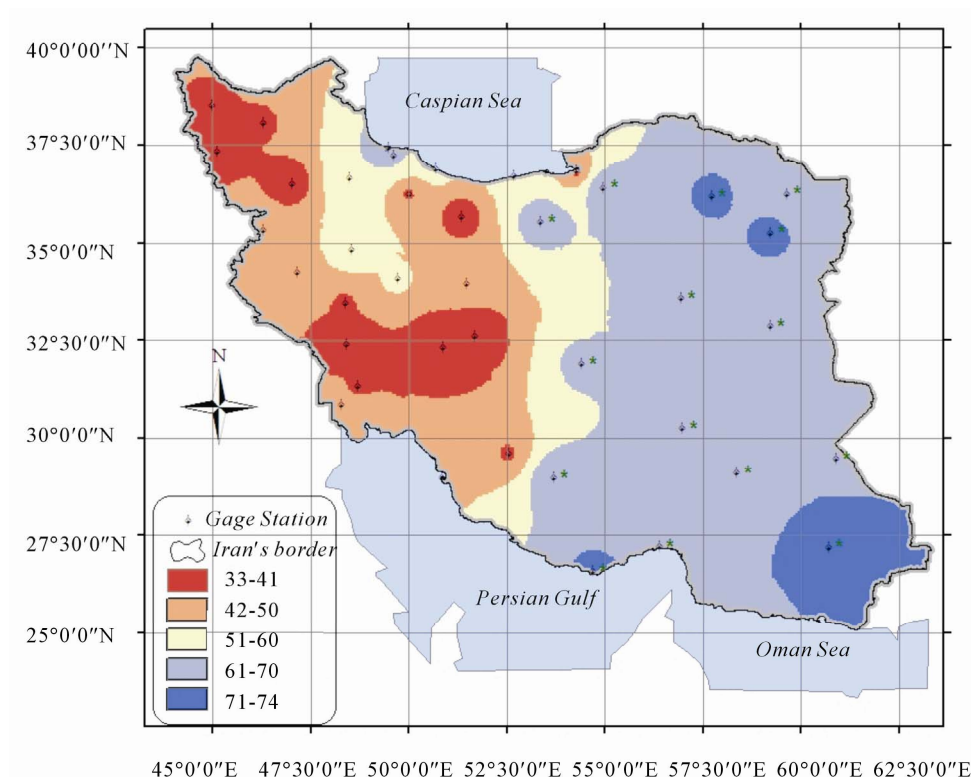 40°0'00"N
37°30'0"N
35°0'0"N
32°30'0"N
30°0'0"N
27°30'0"N
25°0'0"N
Caspian Sea
N
Gage Station
Iran's border
33-41
42-50
51-60
61-70
71-74
Persian Gulf
Oman Sea
45°0'0"E 47°30'0"E 50°0'0"E 52°30'0"E 55°0'0"E 57°30'0"E 60°0'0"E 62°30'0"E